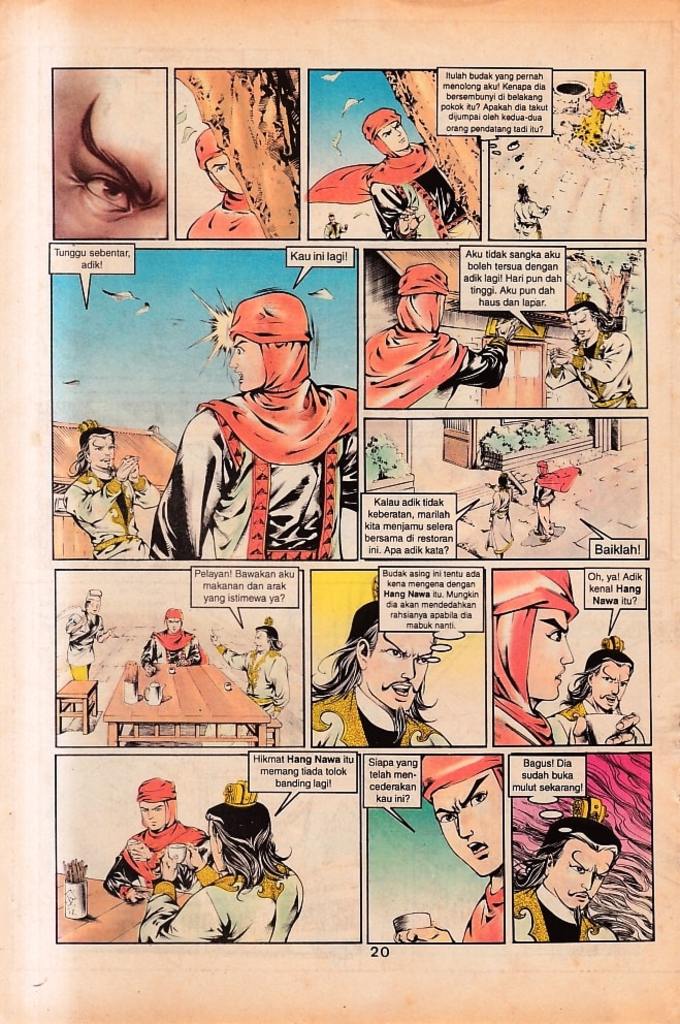 Itulah budak yang pernah
menolong aku! Kenapa dia
bersembunyi di belakang
pokok itu? Apakah dia takut
dijumpai oleh kedua-dua
orang pendatang tadi itu?
Tunggu sebentar,
adik!
Kau ini lagi!
Aku tidak sangka aku
boleh tersua dengan
adik lagi! Hari pun dah
tinggi. Aku pun dah
haus dan lapar.
Kalau adik tidak
keberatan, marilah
kita menjamu selera
bersama di restoran
ini. Apa adik kata?
Baiklah!
Pelayan! Bawakan aku
makanan dan arak
yang istimewa ya?
Budak asing ini tentu ada
kena mengena dengan
Hang Nawa itu. Mungkin
dia akan mendedahkan
rahsianya apabila dia
mabuk nanti.
Oh, ya! Adik
kenal Hang
Nawa itu?
Hikmat Hang Nawa itu
memang tiada tolok
banding lagi!
Siapa yang
telah men-
cederakan
kau ini?
Bagus! Dia
sudah buka
mulut sekarang!
20